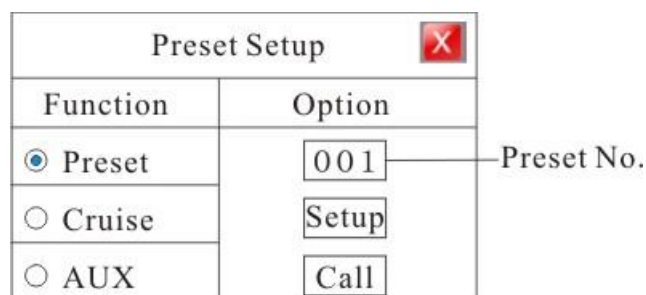 Preset Setup X
Function Option
Preset 001 Preset No.
Cruise Setup
AUX Call